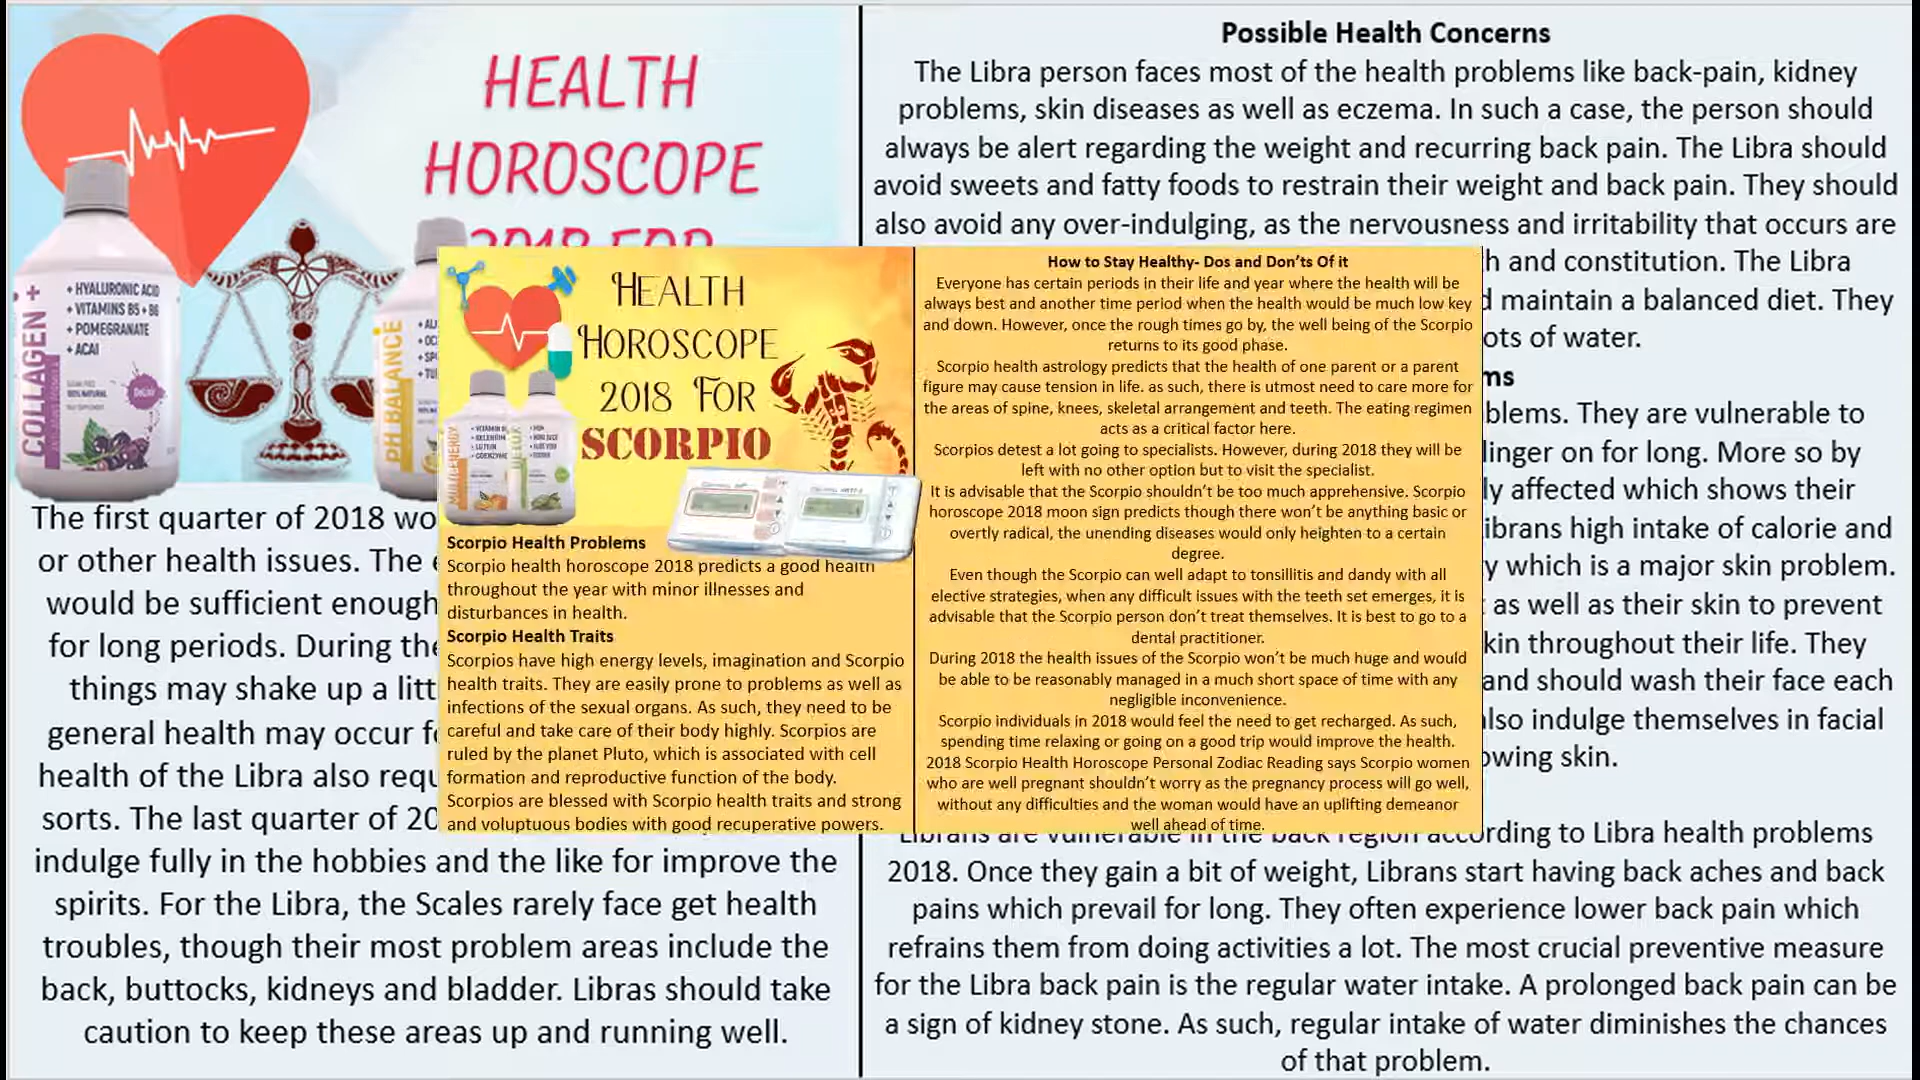 HEALTH
HOROSCOPE
2018 FOR
COLLAGEN +
+ HYALURONIC ACID
+ VITAMINS B5 + B6
+ POMEGRANATE
+ ACAI
PH BALANCE
The first quarter of 2018 wo
or other health issues. The
would be sufficient enough
for long periods. During the
things may shake up a litt
general health may occur f
health of the Libra also requ
sorts. The last quarter of 20
indulge fully in the hobbies and the like for improve the
spirits. For the Libra, the Scales rarely face get health
troubles, though their most problem areas include the
back, buttocks, kidneys and bladder. Libras should take
caution to keep these areas up and running well.
Possible Health Concerns
The Libra person faces most of the health problems like back-pain, kidney
problems, skin diseases as well as eczema. In such a case, the person should
always be alert regarding the weight and recurring back pain. The Libra should
avoid sweets and fatty foods to restrain their weight and back pain. They should
also avoid any over-indulging, as the nervousness and irritability that occurs are
h and constitution. The Libra
d maintain a balanced diet. They
ots of water.
ms
blems. They are vulnerable to
linger on for long. More so by
ly affected which shows their
ibrans high intake of calorie and
y which is a major skin problem.
as well as their skin to prevent
kin throughout their life. They
and should wash their face each
lso indulge themselves in facial
owing skin.
Librans are vulnerable in the back region according to Libra health problems
2018. Once they gain a bit of weight, Librans start having back aches and back
pains which prevail for long. They often experience lower back pain which
refrains them from doing activities a lot. The most crucial preventive measure
for the Libra back pain is the regular water intake. A prolonged back pain can be
a sign of kidney stone. As such, regular intake of water diminishes the chances
of that problem.
HEALTH
HOROSCOPE
2018 FOR
SCORPIO
DETOX
Scorpio Health Problems
Scorpio health horoscope 2018 predicts a good health
throughout the year with minor illnesses and
disturbances in health.
Scorpio Health Traits
Scorpios have high energy levels, imagination and Scorpio
health traits. They are easily prone to problems as well as
infections of the sexual organs. As such, they need to be
careful and take care of their body highly. Scorpios are
ruled by the planet Pluto, which is associated with cell
formation and reproductive function of the body.
Scorpios are blessed with Scorpio health traits and strong
and voluptuous bodies with good recuperative powers.
How to Stay Healthy- Dos and Don'ts Of it
Everyone has certain periods in their life and year where the health will be
always best and another time period when the health would be much low key
and down. However, once the rough times go by, the well being of the Scorpio
returns to its good phase.
Scorpio health astrology predicts that the health of one parent or a parent
figure may cause tension in life. as such, there is utmost need to care more for
the areas of spine, knees, skeletal arrangement and teeth. The eating regimen
acts as a critical factor here.
Scorpios detest a lot going to specialists. However, during 2018 they will be
left with no other option but to visit the specialist.
It is advisable that the Scorpio shouldn't be too much apprehensive. Scorpio
horoscope 2018 moon sign predicts though there won't be anything basic or
overtly radical, the unending diseases would only heighten to a certain
degree.
Even though the Scorpio can well adapt to tonsillitis and dandy with all
elective strategies, when any difficult issues with the teeth set emerges, it is
advisable that the Scorpio person don't treat themselves. It is best to go to a
dental practitioner.
During 2018 the health issues of the Scorpio won't be much huge and would
be able to be reasonably managed in a much short space of time with any
negligible inconvenience.
Scorpio individuals in 2018 would feel the need to get recharged. As such,
spending time relaxing or going on a good trip would improve the health.
2018 Scorpio Health Horoscope Personal Zodiac Reading says Scorpio women
who are well pregnant shouldn't worry as the pregnancy process will go well,
without any difficulties and the woman would have an uplifting demeanor
well ahead of time.